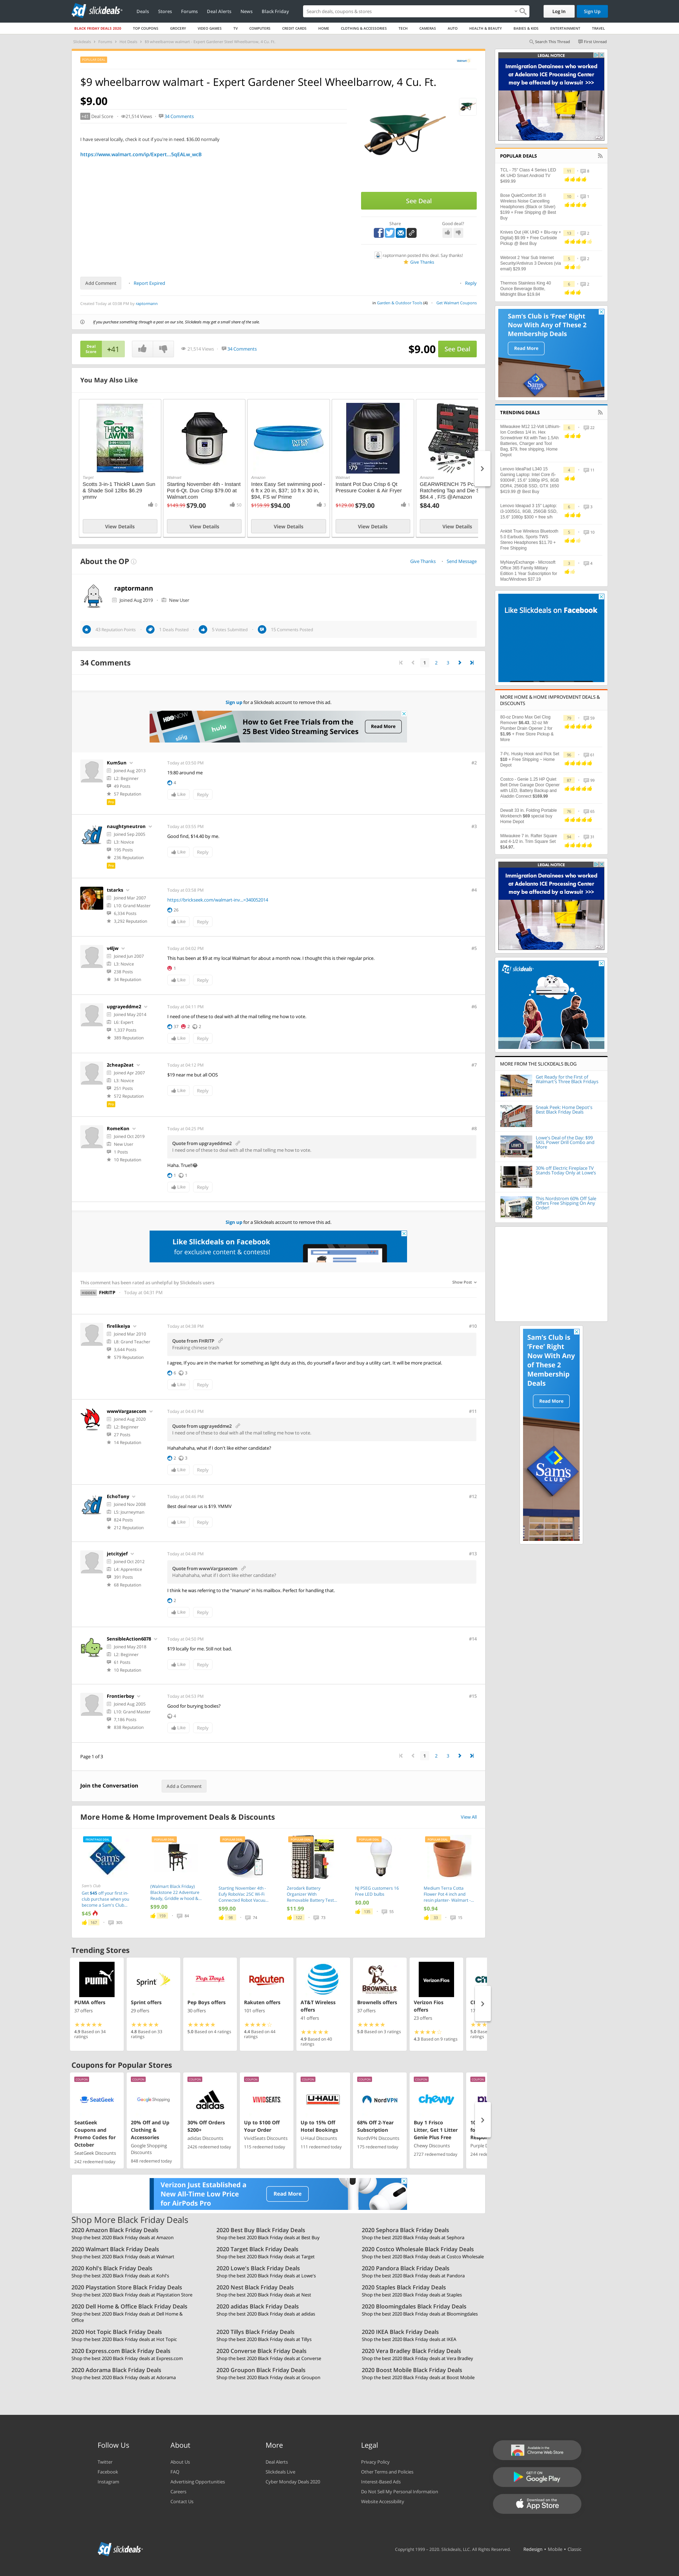 slickdeals
Deals Stores Forums Deal Alerts News Black Friday
Search deals, coupons & stores
Log In
Sign Up
BLACK FRIDAY DEALS 2020 TOP COUPONS GROCERY VIDEO GAMES TV COMPUTERS CREDIT CARDS HOME CLOTHING & ACCESSORIES TECH CAMERAS AUTO HEALTH & BEAUTY BABIES & KIDS ENTERTAINMENT TRAVEL
Search This Thread First Unread
$9 wheelbarrow walmart - Expert Gardener Steel Wheelbarrow, 4 Cu. Ft.
$9.00
+41 Deal Score 21,514 Views 34 Comments
I have several locally, check it out if you're in need. $36.00 normally
https://www.walmart.com/ip/Expert...5qEALw_wcB
See Deal
Share
Good deal?
raptormann posted this deal. Say thanks!
Give Thanks
Add Comment
Report Expired
Reply
Created Today at 03:08 PM by raptormann
in Garden & Outdoor Tools (4) Get Walmart Coupons
If you purchase something through a post on our site, Slickdeals may get a small share of the sale.
Deal Score +41
21,514 Views 34 Comments
$9.00 See Deal
You May Also Like
Target
Scotts 3-in-1 Thick'R Lawn Sun & Shade Soil 12lbs $6.29 ymmv
View Details
Walmart
Starting November 4th - Instant Pot 6-Qt. Duo Crisp $79.00 at Walmart.com
$149.99 $79.00
View Details
Amazon
Intex Easy Set swimming pool - 6 ft x 20 in, $37; 10 ft x 30 in, $94, FS w/ Prime
$159.99 $94.00
View Details
Walmart
Instant Pot Duo Crisp 6 Qt Pressure Cooker & Air Fryer
$129.00 $79.00
View Details
Amazon
GEARWRENCH 75 Pc. Ratcheting Tap and Die $84.4 , F/S @Amazon
$84.40
View Details
About the OP
Give Thanks Send Message
raptormann
Joined Aug 2019 New User
43 Reputation Points 1 Deals Posted 0 Votes Submitted 15 Comments Posted
34 Comments
1 2 3
Sign up for a Slickdeals account to remove this ad.
How to Get Free Trials from the 25 Best Video Streaming Services
Read More
KumSun
Joined Aug 2013
L2: Beginner
49 Posts
57 Reputation
Pro
Today at 03:50 PM
#2
19.80 around me
4
Like Reply
naughtyneutron
Joined Sep 2005
L3: Novice
195 Posts
236 Reputation
Pro
Today at 03:55 PM
#3
Good find, $14.40 by me.
Like Reply
tstarks
Joined Mar 2007
L10: Grand Master
6,334 Posts
3,292 Reputation
Today at 03:58 PM
#4
https://brickseek.com/walmart-inv...=340052014
26
Like Reply
v4ljw
Joined Jun 2007
L3: Novice
238 Posts
34 Reputation
Today at 04:02 PM
#5
This has been at $9 at my local Walmart for about a month now. I thought this is their regular price.
1
Like Reply
upgrayeddme2
Joined May 2014
L6: Expert
1,337 Posts
389 Reputation
Today at 04:11 PM
#6
I need one of these to deal with all the mail telling me how to vote.
37 2 2
Like Reply
2cheap2eat
Joined Apr 2007
L3: Novice
251 Posts
572 Reputation
Pro
Today at 04:12 PM
#7
$19 near me but all OOS
Like Reply
RomeKon
Joined Oct 2019
New User
1 Posts
10 Reputation
Today at 04:23 PM
#8
Quote from upgrayeddme2
I need one of these to deal with all the mail telling me how to vote.
Haha. True!!😂
1 1
Like Reply
Sign up for a Slickdeals account to remove this ad.
Like Slickdeals on Facebook
for exclusive content & contests!
This comment has been rated as unhelpful by Slickdeals users
Show Post
HIDDEN FHRITP Today at 04:31 PM
firelikeiya
Joined Mar 2010
L8: Grand Teacher
3,644 Posts
579 Reputation
Today at 04:38 PM
#10
Quote from FHRITP
Freaking chinese trash
I agree, if you are in the market for something as light duty as this, do yourself a favor and buy a utility cart. It will be more practical.
6 3
Like Reply
wwwVargasecom
Joined Aug 2020
L2: Beginner
27 Posts
14 Reputation
Today at 04:43 PM
#11
Quote from upgrayeddme2
I need one of these to deal with all the mail telling me how to vote.
Hahahahaha, what if I don't like either candidate?
2 3
Like Reply
EchoTony
Joined Nov 2008
L5: Journeyman
824 Posts
212 Reputation
Today at 04:46 PM
#12
Best deal near us is $19. YMMV
Like Reply
jetcityjef
Joined Oct 2012
L4: Apprentice
391 Posts
68 Reputation
Today at 04:48 PM
#13
Quote from wwwVargasecom
Hahahahaha, what if I don't like either candidate?
I think he was referring to the "manure" in his mailbox. Perfect for handling that.
2
Like Reply
SensibleAction6078
Joined May 2018
L2: Beginner
61 Posts
10 Reputation
Today at 04:50 PM
#14
$19 locally for me. Still not bad.
Like Reply
Frontierboy
Joined Aug 2005
L10: Grand Master
7,186 Posts
838 Reputation
Today at 04:53 PM
#15
Good for burying bodies?
4
Like Reply
Page 1 of 3
1 2 3
Join the Conversation
Add a Comment
More Home & Home Improvement Deals & Discounts
View All
Sam's Club
Get $45 off your first in-club purchase when you become a Sam's Club...
$45
(Walmart Black Friday) Blackstone 22 Adventure Ready, Griddle w hood &...
$99.00
Starting November 4th - Eufy RoboVac 25C Wi-Fi Connected Robot Vacuu...
$99.00
Zerodeck Battery Organizer With Removable Battery Test...
$11.99
NJ PSEG customers 16 Free LED bulbs
$0.00
Medium Terra Cotta Flower Pot 4 inch and resin planter- Walmart -...
$0.94
Trending Stores
PUMA offers
37 offers
4.9 Based on 34 ratings
Sprint offers
29 offers
4.8 Based on 33 ratings
Pep Boys offers
30 offers
5.0 Based on 4 ratings
Rakuten offers
101 offers
4.4 Based on 44 ratings
AT&T Wireless offers
41 offers
4.9 Based on 40 ratings
Brownells offers
37 offers
5.0 Based on 3 ratings
Verizon Fios offers
23 offers
4.3 Based on 9 ratings
Coupons for Popular Stores
SeatGeek Coupons and Promo Codes for October
SeatGeek Discounts
242 redeemed today
20% Off and Up Clothing & Accessories
Google Shopping Discounts
848 redeemed today
30% Off Orders $200+
adidas Discounts
2426 redeemed today
Up to $100 Off Your Order
VividSeats Discounts
115 redeemed today
Up to 15% Off Hotel Bookings
U-Haul Discounts
111 redeemed today
68% Off 2-Year Subscription
NordVPN Discounts
175 redeemed today
Buy 1 Frisco Litter, Get 1 Litter Genie Plus Free
Chewy Discounts
2727 redeemed today
Verizon Just Established a New All-Time Low Price for AirPods Pro
Read More
Shop More Black Friday Deals
2020 Amazon Black Friday Deals
Shop the best 2020 Black Friday deals at Amazon
2020 Best Buy Black Friday Deals
Shop the best 2020 Black Friday deals at Best Buy
2020 Sephora Black Friday Deals
Shop the best 2020 Black Friday deals at Sephora
2020 Walmart Black Friday Deals
Shop the best 2020 Black Friday deals at Walmart
2020 Target Black Friday Deals
Shop the best 2020 Black Friday deals at Target
2020 Costco Wholesale Black Friday Deals
Shop the best 2020 Black Friday deals at Costco Wholesale
2020 Kohl's Black Friday Deals
Shop the best 2020 Black Friday deals at Kohl's
2020 Lowe's Black Friday Deals
Shop the best 2020 Black Friday deals at Lowe's
2020 Pandora Black Friday Deals
Shop the best 2020 Black Friday deals at Pandora
2020 Playstation Store Black Friday Deals
Shop the best 2020 Black Friday deals at Playstation Store
2020 Nest Black Friday Deals
Shop the best 2020 Black Friday deals at Nest
2020 Staples Black Friday Deals
Shop the best 2020 Black Friday deals at Staples
2020 Dell Home & Office Black Friday Deals
Shop the best 2020 Black Friday deals at Dell Home & Office
2020 adidas Black Friday Deals
Shop the best 2020 Black Friday deals at adidas
2020 Bloomingdales Black Friday Deals
Shop the best 2020 Black Friday deals at Bloomingdales
2020 Hot Topic Black Friday Deals
Shop the best 2020 Black Friday deals at Hot Topic
2020 Tillys Black Friday Deals
Shop the best 2020 Black Friday deals at Tillys
2020 IKEA Black Friday Deals
Shop the best 2020 Black Friday deals at IKEA
2020 Express.com Black Friday Deals
Shop the best 2020 Black Friday deals at Express.com
2020 Converse Black Friday Deals
Shop the best 2020 Black Friday deals at Converse
2020 Vera Bradley Black Friday Deals
Shop the best 2020 Black Friday deals at Vera Bradley
2020 Adorama Black Friday Deals
Shop the best 2020 Black Friday deals at Adorama
2020 Groupon Black Friday Deals
Shop the best 2020 Black Friday deals at Groupon
2020 Boost Mobile Black Friday Deals
Shop the best 2020 Black Friday deals at Boost Mobile
LEGAL NOTICE
Immigration Detainees who worked at Adelanto ICE Processing Center may be affected by a lawsuit >>>
POPULAR DEALS
TCL - 75" Class 4 Series LED 4K UHD Smart Android TV $499.99
Bose QuietComfort 35 II Wireless Noise Cancelling Headphones (Black or Silver) $199 + Free Shipping @ Best Buy
Knives Out (4K UHD + Blu-ray + Digital) $9.99 + Free Curbside Pickup @ Best Buy
Webroot 2 Year Sub Internet Security/Antivirus 3 Devices (via email) $29.99
Thermos Stainless King 40 Ounce Beverage Bottle, Midnight Blue $19.84
Sam's Club is 'Free' Right Now With Any of These 2 Membership Deals
Read More
TRENDING DEALS
Milwaukee M12 12-Volt Lithium Ion Cordless 1/4 in. Hex Screwdriver Kit with Two 1.5Ah Batteries, Charger and Tool Bag, $79, free shipping, Home Depot
Lenovo IdeaPad L340 15 Gaming Laptop: Intel Core i5-9300HF, 15.6" 1080p IPS, 8GB DDR4, 256GB SSD, GTX 1650 $619.99 @ Best Buy
Lenovo Ideapad 3 15" Laptop: i3-1005G1, 8GB, 256GB SSD, 15.6" 1080p $300 + free s/h
Acesir True Wireless Bluetooth 5.0 Earbuds ,Sports TWS Stereo Headphones $11.70 + Free Shipping
MyNavyExchange - Microsoft Office 365 Family Military Edition 1 Year Subscription for Mac/Windows $37.19
Like Slickdeals on Facebook
MORE HOME & HOME IMPROVEMENT DEALS & DISCOUNTS
80-oz Drano Max Gel Clog Remover $6.43, 32-oz Mr. Plumber Drain Opener 2 for $1.99 + Free Store Pickup & More
7 Pc. Husky Hook and Pick Set $10 + Free Shipping – Home Depot
Costco - Genie 1.25 HP Quiet Belt Drive Garage Door Opener with LED, Battery Backup and Aladdin Connect $169.99
Dewalt 33 in. Folding Portable Workbench $69 special buy Home Depot
Milwaukee 7 in. Rafter Square and 4-1/2 in. Trim Square Set $14.97.
LEGAL NOTICE
Immigration Detainees who worked at Adelanto ICE Processing Center may be affected by a lawsuit >>>
slickdeals
MORE FROM THE SLICKDEALS BLOG
Get Ready for the First of Walmart's Three Black Fridays
Sneak Peek: Home Depot's Best Black Friday Deals
Lowe's Deal of the Day: $99 SKIL Power Drill Combo and More
30% off Electric Fireplace TV Stands Today Only at Lowe's
This Nordstrom 60% Off Sale Offers Free Shipping On Any Order!
Sam's Club is 'Free' Right Now With Any of These 2 Membership Deals
Read More
Sam's CLUB
Follow Us
Twitter
Facebook
Instagram
About
About Us
FAQ
Advertising Opportunities
Careers
Contact Us
More
Deal Alerts
Slickdeals Live
Cyber Monday Deals 2020
Legal
Privacy Policy
Other Terms and Policies
Interest-Based Ads
Do Not Sell My Personal Information
Website Accessibility
Available in the Chrome Web Store
GET IT ON Google Play
Download on the App Store
slickdeals
Copyright 1999 - 2020. Slickdeals, LLC. All Rights Reserved. Redesign • Mobile • Classic